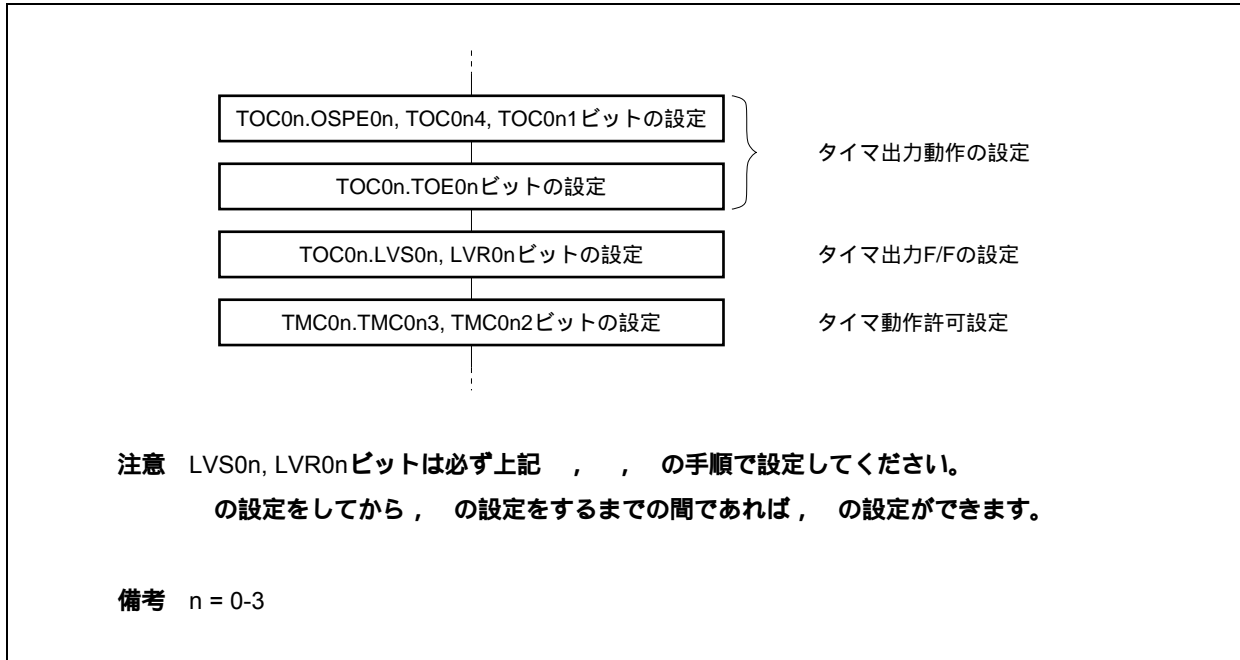 TOC0n.OSPE0n, TOC0n4, TOC0n1ビットの設定
タイマ出力動作の設定
TOC0n.TOE0nビットの設定
TOC0n.LVS0n, LVR0nビットの設定 タイマ出力F/Fの設定
TMC0n.TMC0n3, TMC0n2ビットの設定 タイマ動作許可設定
注意 LVS0n, LVR0nビットは必ず上記 , , の手順で設定してください。
の設定をしてから, の設定をするまでの間であれば, の設定ができます。
備考 n = 0-3